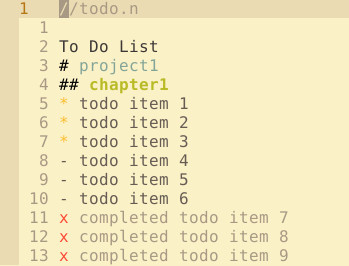 1 //todo.n
1
2 To Do List
3 # project1
4 ## chapter1
5 * todo item 1
6 * todo item 2
7 * todo item 3
8 - todo item 4
9 - todo item 5
10 - todo item 6
11 x completed todo item 7
12 x completed todo item 8
13 x completed todo item 9